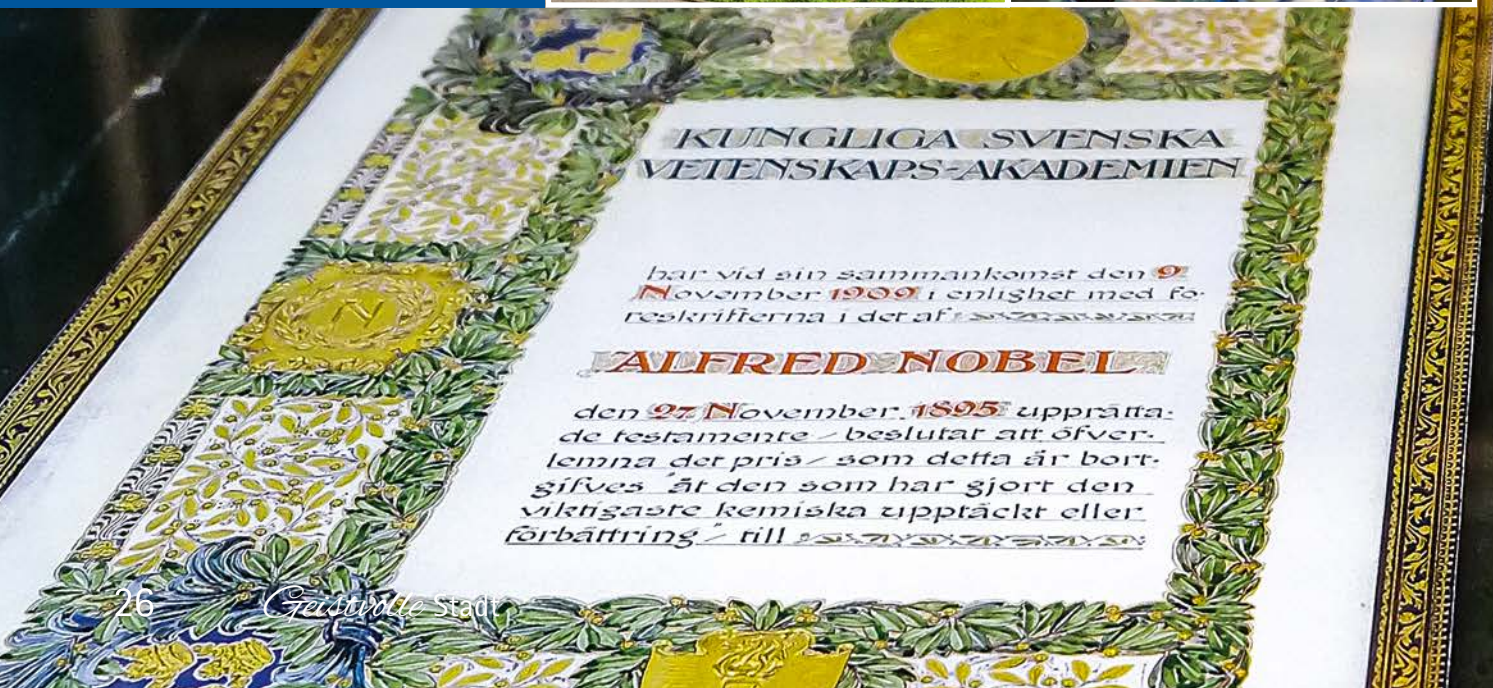 KUNGLIGA SVENSKA
VETENSKAPS-AKADEMIEN
har vid sin sammankomst den 9
November 1909 i enlighet med fö-
reskrifterna i det af
ALFRED NOBEL
den 27 November 1895 upprätta-
de testamente - beslutat att öfver-
lemna det pris - som detta år bort-
gifves "åt den som har gjort den
viktigaste kemiska upptäckt eller
förbättring" - till
N
26 Geistvolle Stadt